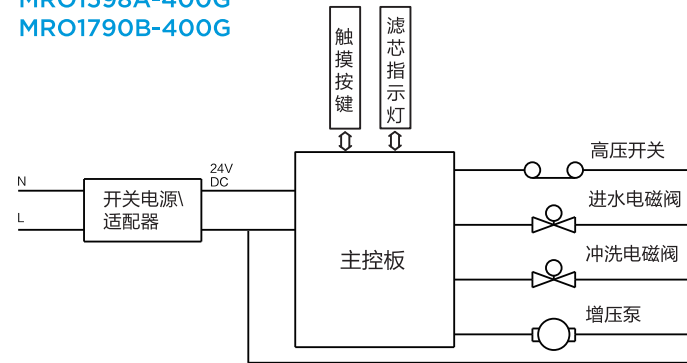 MRO1598A-400G
MRO1790B-400G
触摸按键
滤芯指示灯
N
L
开关电源\
适配器
24V
DC
主控板
高压开关
进水电磁阀
冲洗电磁阀
增压泵